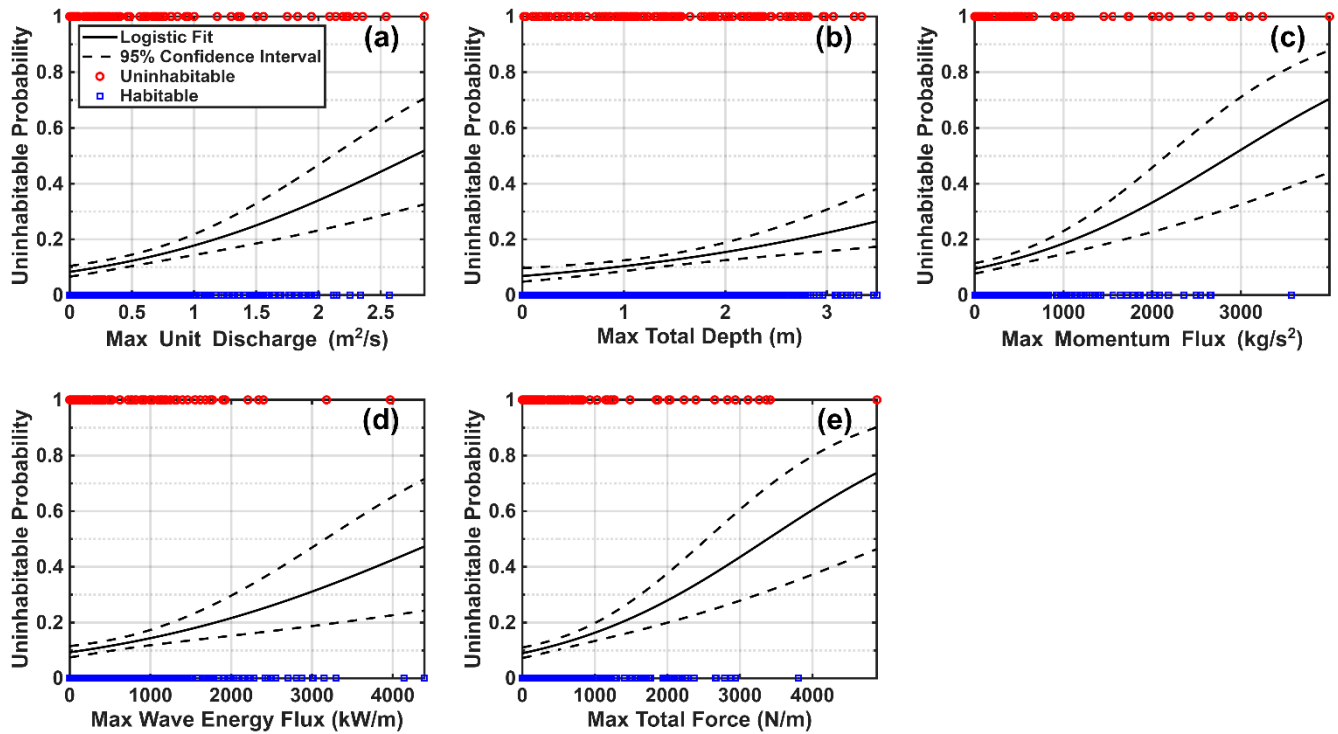 (a)
Logistic Fit
95% Confidence Interval
Uninhabitable
Habitable
Uninhabitable Probability
1
0.8
0.6
0.4
0.2
0
0 0.5 1 1.5 2 2.5
Max Unit Discharge (m²/s)
(b)
Uninhabitable Probability
1
0.8
0.6
0.4
0.2
0
0 1 2 3
Max Total Depth (m)
(c)
Uninhabitable Probability
1
0.8
0.6
0.4
0.2
0
0 1000 2000 3000
Max Momentum Flux (kg/s²)
(d)
Uninhabitable Probability
1
0.8
0.6
0.4
0.2
0
0 1000 2000 3000 4000
Max Wave Energy Flux (kW/m)
(e)
Uninhabitable Probability
1
0.8
0.6
0.4
0.2
0
0 1000 2000 3000 4000
Max Total Force (N/m)